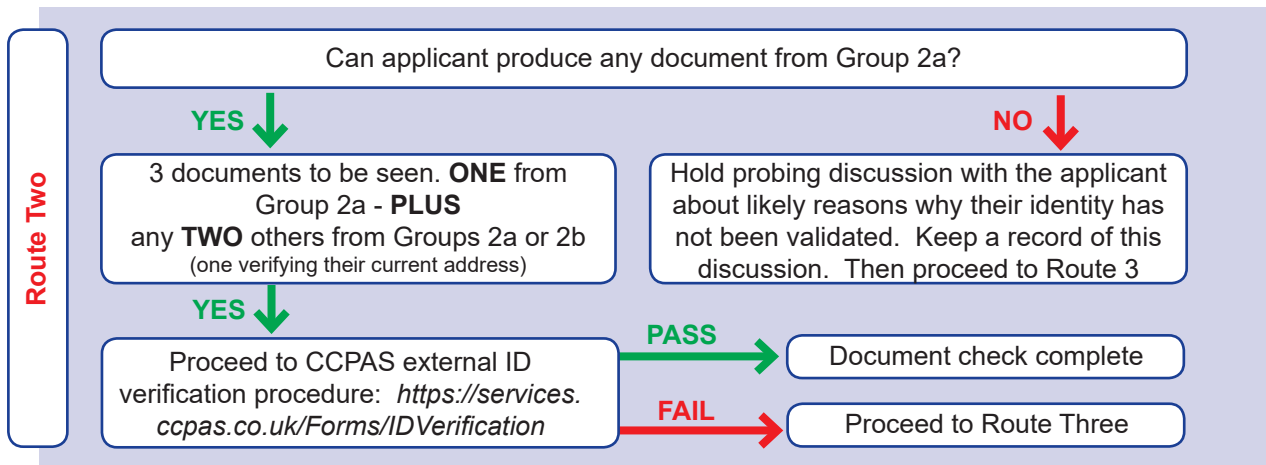 Route Two
Can applicant produce any document from Group 2a?
YES
NO
3 documents to be seen. ONE from
Group 2a - PLUS
any TWO others from Groups 2a or 2b
(one verifying their current address)
Hold probing discussion with the applicant
about likely reasons why their identity has
not been validated.  Keep a record of this
discussion.  Then proceed to Route 3
YES
Proceed to CCPAS external ID
verification procedure:  https://services.
ccpas.co.uk/Forms/IDVerification
PASS
Document check complete
FAIL
Proceed to Route Three